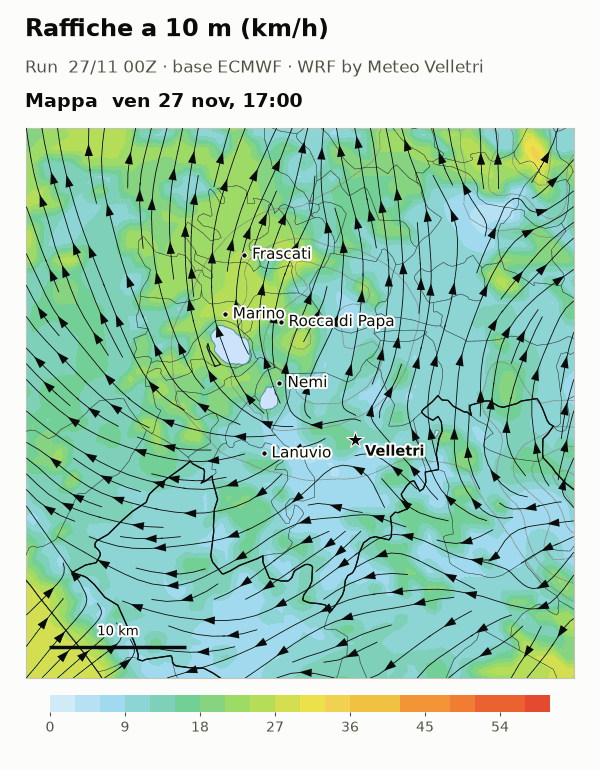 Raffiche a 10 m (km/h)
Run  27/11 00Z · base ECMWF · WRF by Meteo Velletri
Mappa  ven 27 nov, 17:00
Frascati
Marino
Rocca di Papa
Nemi
Velletri
Lanuvio
10 km
0 9 18 27 36 45 54